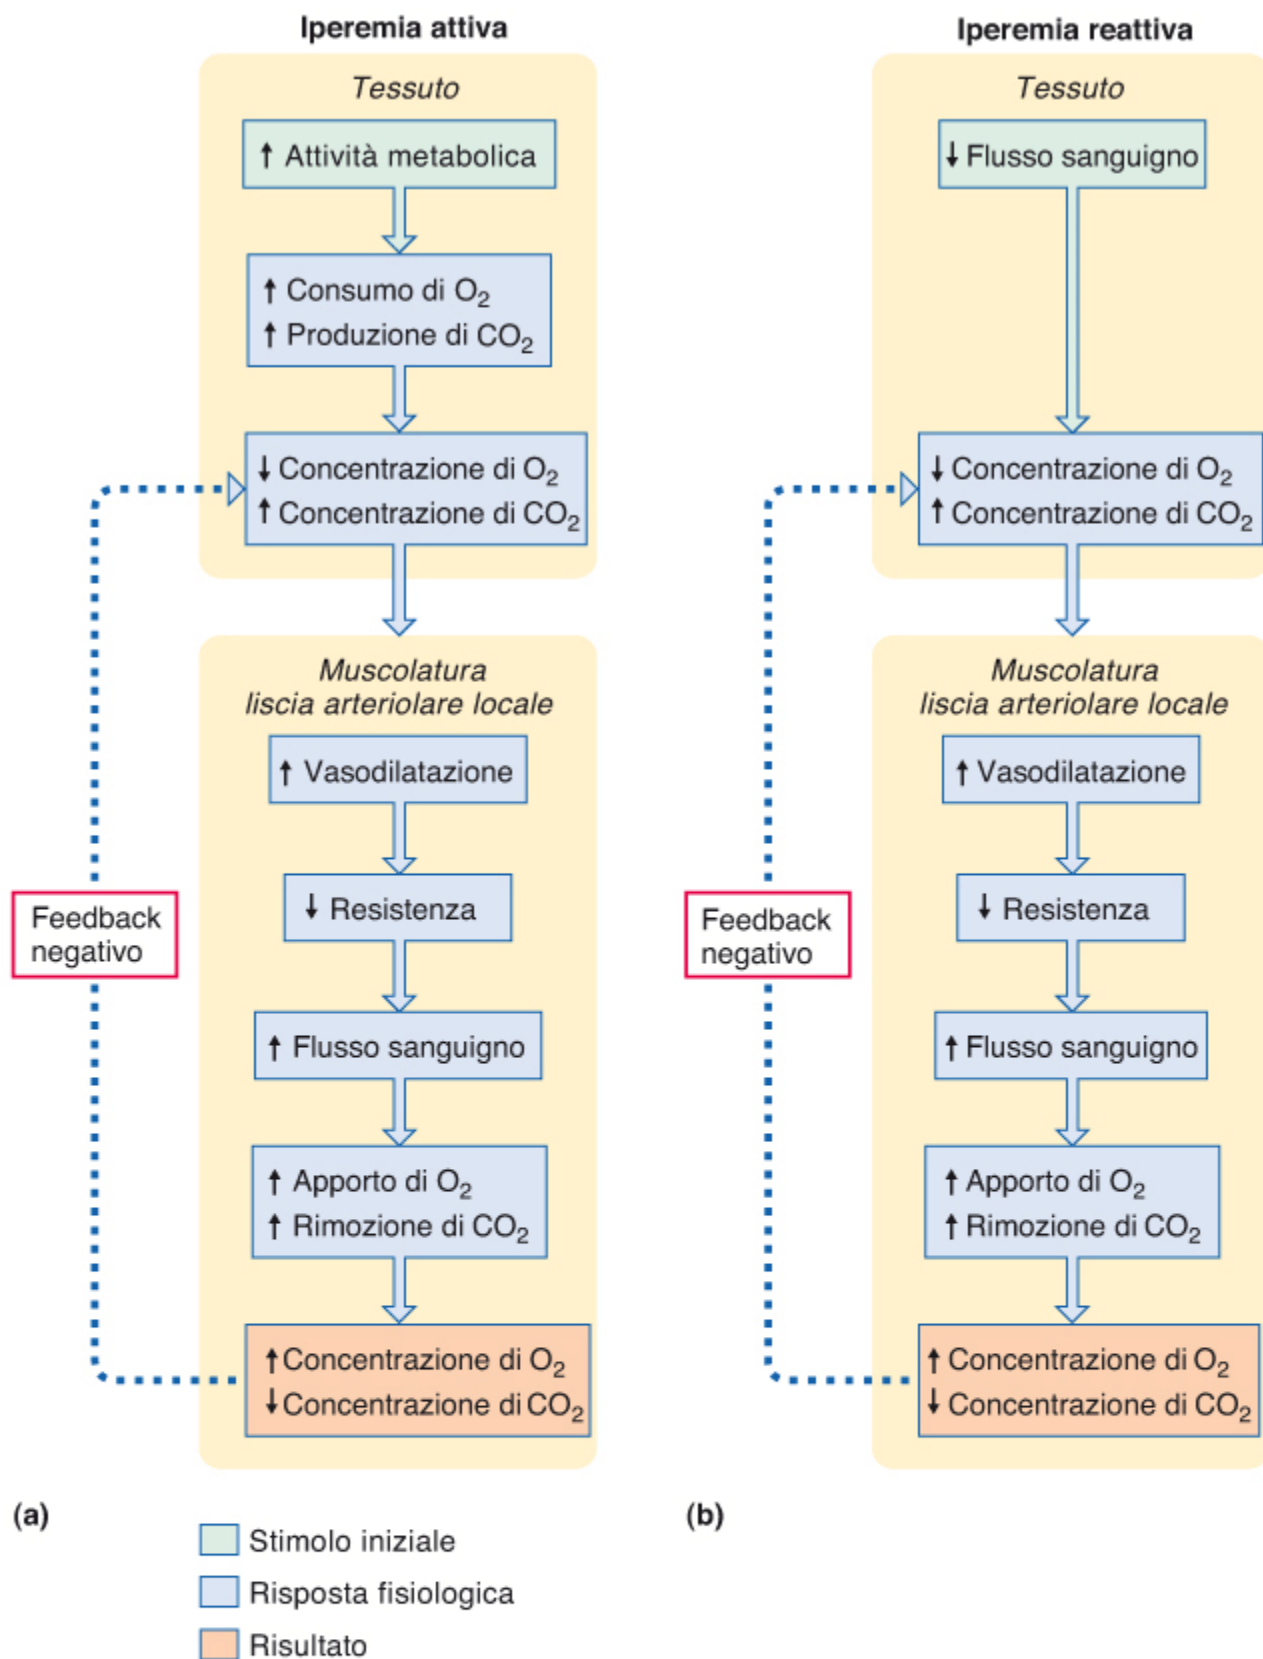 Iperemia attiva
Tessuto
↑ Attività metabolica
↑ Consumo di O₂
↑ Produzione di CO₂
↓ Concentrazione di O₂
↑ Concentrazione di CO₂
Muscolatura
liscia arteriolare locale
↑ Vasodilatazione
↓ Resistenza
↑ Flusso sanguigno
↑ Apporto di O₂
↑ Rimozione di CO₂
↑ Concentrazione di O₂
↓ Concentrazione di CO₂
Feedback
negativo
(a)
Iperemia reattiva
Tessuto
↓ Flusso sanguigno
↓ Concentrazione di O₂
↑ Concentrazione di CO₂
Muscolatura
liscia arteriolare locale
↑ Vasodilatazione
↓ Resistenza
↑ Flusso sanguigno
↑ Apporto di O₂
↑ Rimozione di CO₂
↑ Concentrazione di O₂
↓ Concentrazione di CO₂
Feedback
negativo
(b)
Stimolo iniziale
Risposta fisiologica
Risultato